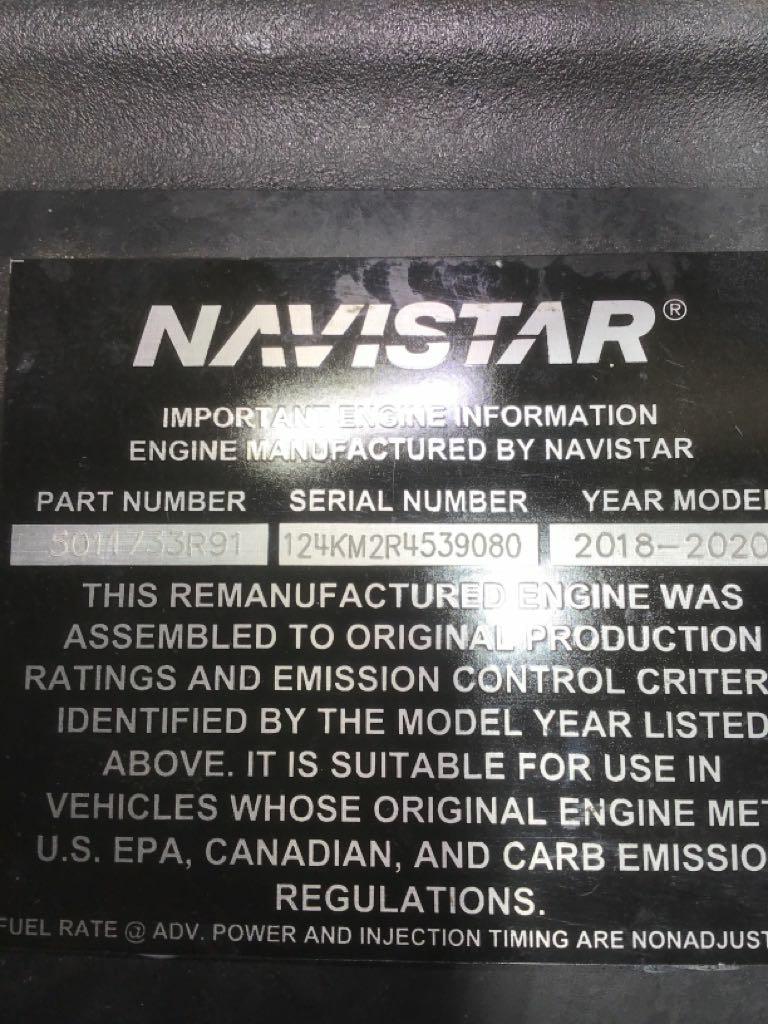 NAVISTAR®
IMPORTANT ENGINE INFORMATION
ENGINE MANUFACTURED BY NAVISTAR
PART NUMBER SERIAL NUMBER YEAR MODEL
5011733R91 124KM2R4539080 2018-2020
THIS REMANUFACTURED ENGINE WAS
ASSEMBLED TO ORIGINAL PRODUCTION
RATINGS AND EMISSION CONTROL CRITER
IDENTIFIED BY THE MODEL YEAR LISTED
ABOVE. IT IS SUITABLE FOR USE IN
VEHICLES WHOSE ORIGINAL ENGINE MET
U.S. EPA, CANADIAN, AND CARB EMISSIO
REGULATIONS.
FUEL RATE @ ADV. POWER AND INJECTION TIMING ARE NONADJUST